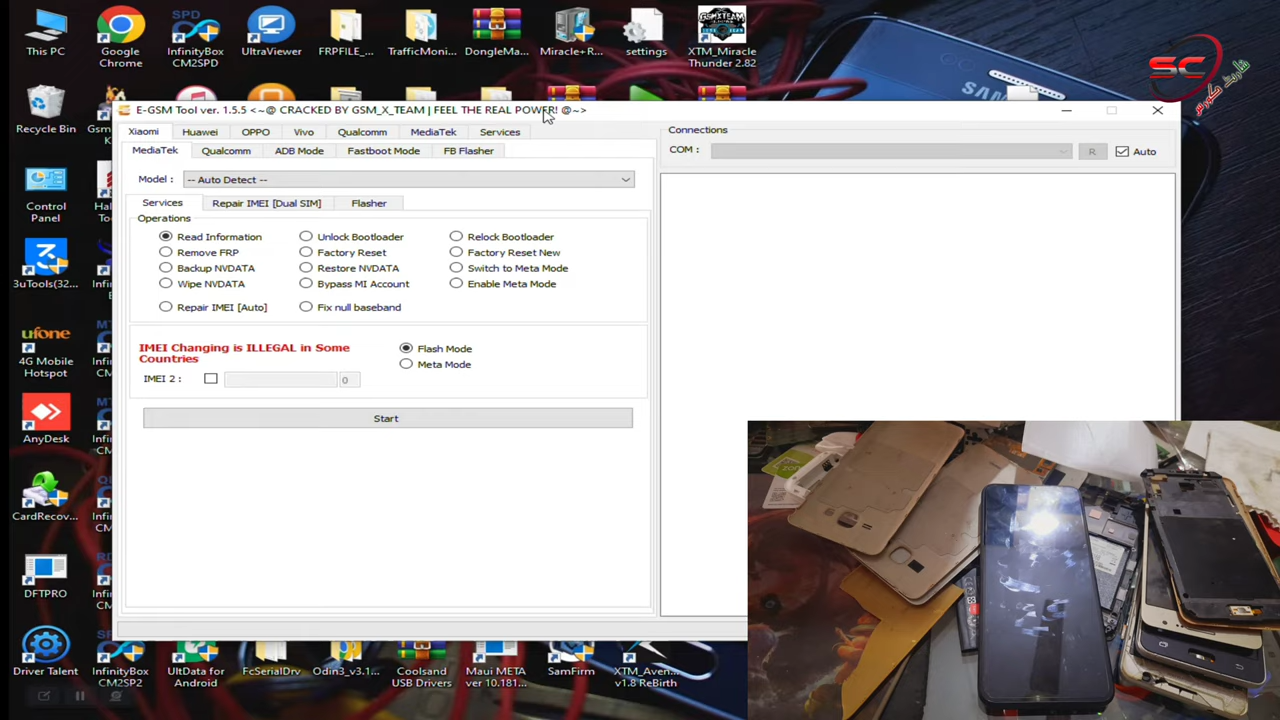 This PC
Google Chrome
SPD
InfinityBox CM2SPD
UltraViewer
FRPFILE_...
TrafficMoni...
DongleMa...
Miracle+R...
settings
GSMXTEAM
XTM_Miracle Thunder 2.82
SC
SAMSUNG
Recycle Bin
E-GSM Tool ver. 1.5.5 <~@ CRACKED BY GSM_X_TEAM | FEEL THE REAL POWER! @~>
Xiaomi
Huawei
OPPO
Vivo
Qualcomm
MediaTek
Services
MediaTek
Qualcomm
ADB Mode
Fastboot Mode
FB Flasher
Model :
-- Auto Detect --
Services
Repair IMEI [Dual SIM]
Flasher
Operations
Read Information
Unlock Bootloader
Relock Bootloader
Remove FRP
Factory Reset
Factory Reset New
Backup NVDATA
Restore NVDATA
Switch to Meta Mode
Wipe NVDATA
Bypass MI Account
Enable Meta Mode
Repair IMEI [Auto]
Fix null baseband
IMEI Changing is ILLEGAL in Some
Countries
Flash Mode
Meta Mode
IMEI 2 :
0
Start
Connections
COM :
R
Auto
Control Panel
3uTools(32...
ufone
4G Mobile Hotspot
AnyDesk
CardRecov...
DFTPRO
Driver Talent
InfinityBox CM2SP2
UltData for Android
FcSerialDrv
Odin3_v3.1...
Coolsand USB Drivers
Maui META ver 10.181...
SamFirm
XTM_Aven... v1.8 ReBirth